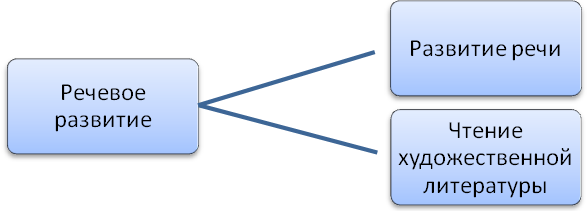 Речевое
развитие
Развитие речи
Чтение
художественной
литературы